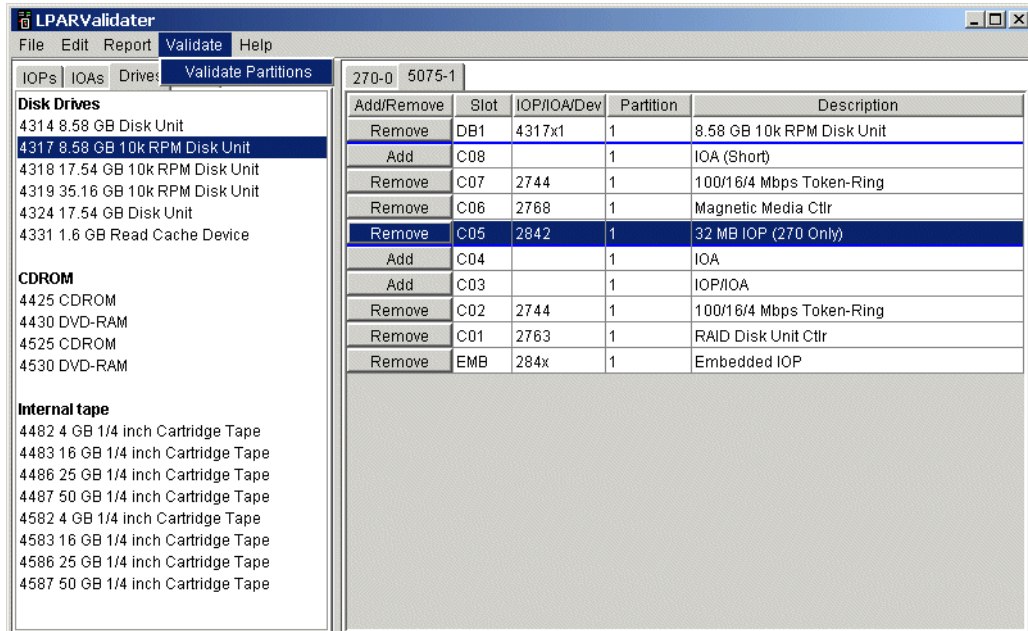 LPARValidater
File Edit Report Validate Help
Validate Partitions
IOPs IOAs Drives
270-0 5075-1
Disk Drives
4314 8.58 GB Disk Unit
4317 8.58 GB 10k RPM Disk Unit
4318 17.54 GB 10k RPM Disk Unit
4319 35.16 GB 10k RPM Disk Unit
4324 17.54 GB Disk Unit
4331 1.6 GB Read Cache Device
CDROM
4425 CDROM
4430 DVD-RAM
4525 CDROM
4530 DVD-RAM
Internal tape
4482 4 GB 1/4 inch Cartridge Tape
4483 16 GB 1/4 inch Cartridge Tape
4486 25 GB 1/4 inch Cartridge Tape
4487 50 GB 1/4 inch Cartridge Tape
4582 4 GB 1/4 inch Cartridge Tape
4583 16 GB 1/4 inch Cartridge Tape
4586 25 GB 1/4 inch Cartridge Tape
4587 50 GB 1/4 inch Cartridge Tape
Add/Remove Slot IOP/IOA/Dev Partition Description
Remove DB1 4317x1 1 8.58 GB 10k RPM Disk Unit
Add C08 1 IOA (Short)
Remove C07 2744 1 100/16/4 Mbps Token-Ring
Remove C06 2768 1 Magnetic Media Ctlr
Remove C05 2842 1 32 MB IOP (270 Only)
Add C04 1 IOA
Add C03 1 IOP/IOA
Remove C02 2744 1 100/16/4 Mbps Token-Ring
Remove C01 2763 1 RAID Disk Unit Ctlr
Remove EMB 284x 1 Embedded IOP